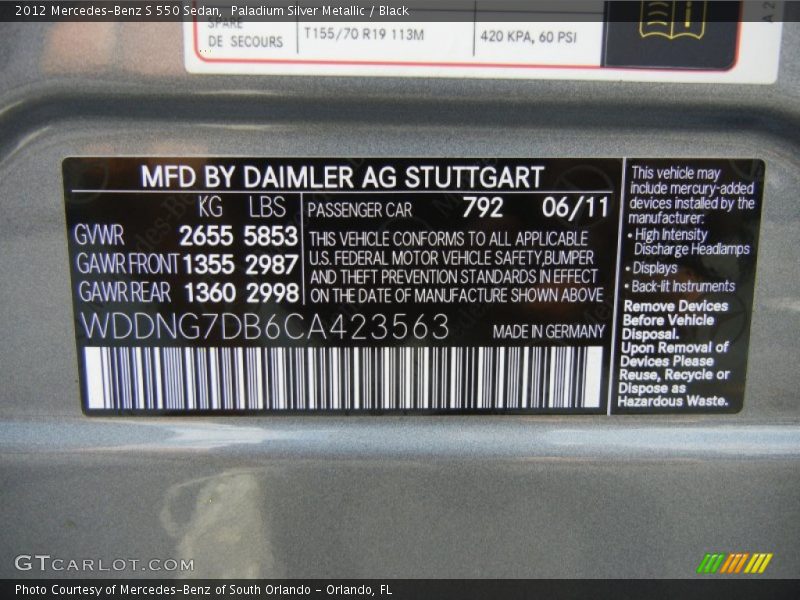 2012 Mercedes-Benz S 550 Sedan,  Paladium Silver Metallic / Black
SPARE
DE SECOURS
T155/70 R19 113M
420 KPA, 60 PSI
MFD BY DAIMLER AG STUTTGART
KG LBS
GVWR 2655 5853
GAWR FRONT 1355 2987
GAWR REAR 1360 2998
PASSENGER CAR 792 06/11
THIS VEHICLE CONFORMS TO ALL APPLICABLE
U.S. FEDERAL MOTOR VEHICLE SAFETY,BUMPER
AND THEFT PREVENTION STANDARDS IN EFFECT
ON THE DATE OF MANUFACTURE SHOWN ABOVE
WDDNG7DB6CA423563
MADE IN GERMANY
This vehicle may
include mercury-added
devices installed by the
manufacturer:
• High Intensity
Discharge Headlamps
• Displays
• Back-lit Instruments
Remove Devices
Before Vehicle
Disposal.
Upon Removal of
Devices Please
Reuse, Recycle or
Dispose as
Hazardous Waste.
GTCARLOT.COM
Photo Courtesy of Mercedes-Benz of South Orlando - Orlando, FL